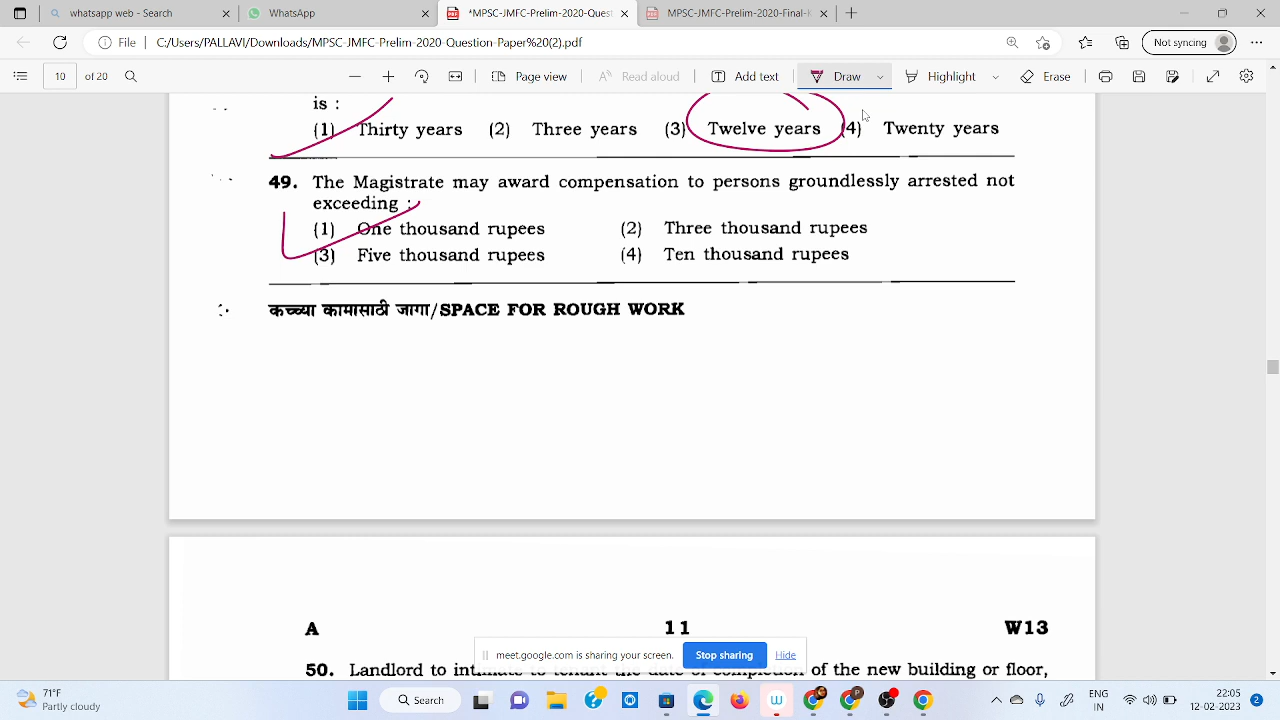 whatsapp web - Search
WhatsApp
*MPSC-JMFC-Prelim-2020-Quest
MPSC-JMFC-Prelim-2020-Final-K
File
C:/Users/PALLAVI/Downloads/MPSC_JMFC-Prelim-2020-Question-Paper%20(2).pdf
Not syncing
10 of 20
Page view
Read aloud
Add text
Draw
Highlight
Erase
is :
(1) Thirty years (2) Three years (3) Twelve years (4) Twenty years
49. The Magistrate may award compensation to persons groundlessly arrested not
exceeding :
(1) One thousand rupees (2) Three thousand rupees
(3) Five thousand rupees (4) Ten thousand rupees
कच्च्या कामासाठी जागा/SPACE FOR ROUGH WORK
A 11 W13
meet.google.com is sharing your screen.
Stop sharing
Hide
50. Landlord to intimate to tenant the date of completion of the new building or floor,
71°F
Partly cloudy
Search
ENG
IN
22:05
12-02-2023
2